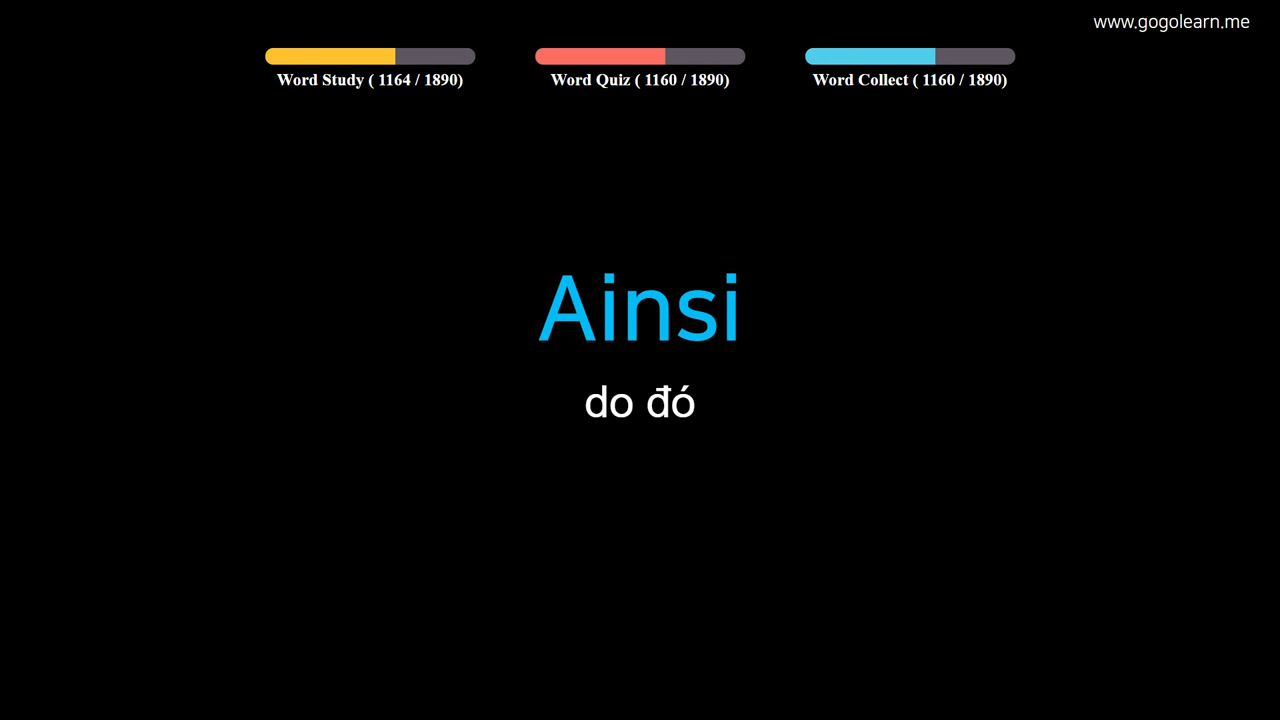 www.gogolearn.me
Word Study ( 1164 / 1890)
Word Quiz ( 1160 / 1890)
Word Collect ( 1160 / 1890)
Ainsi
do đó